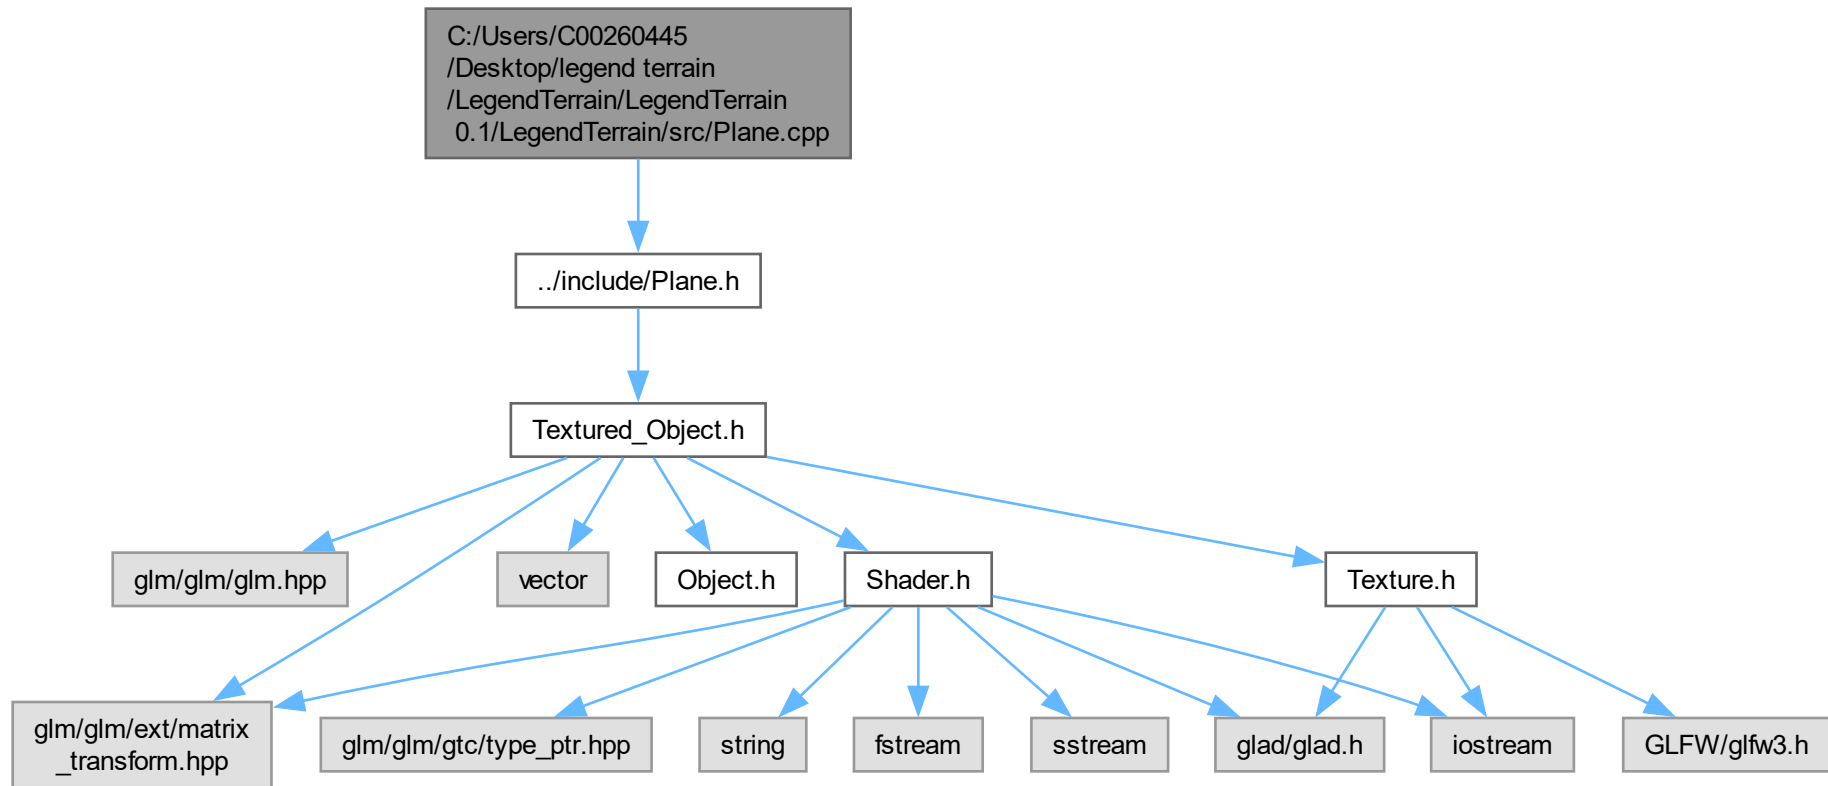 C:/Users/C00260445
/Desktop/legend terrain
/LegendTerrain/LegendTerrain
 0.1/LegendTerrain/src/Plane.cpp
../include/Plane.h
Textured_Object.h
glm/glm/glm.hpp
vector
Object.h
Shader.h
Texture.h
glm/glm/ext/matrix
_transform.hpp
glm/glm/gtc/type_ptr.hpp
string
fstream
sstream
glad/glad.h
iostream
GLFW/glfw3.h